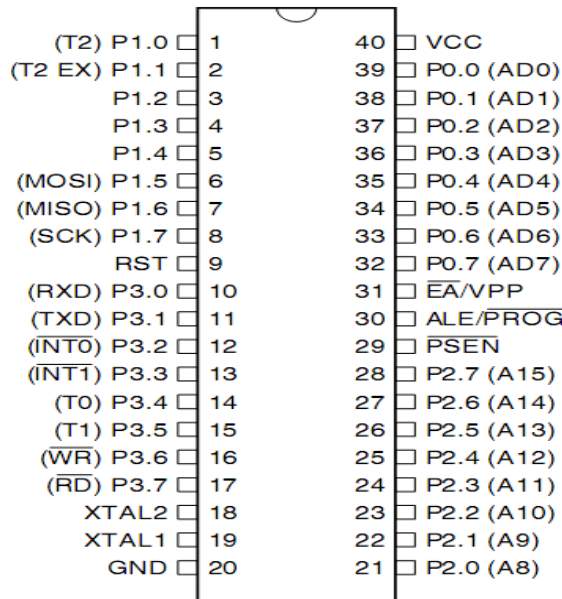 (T2) P1.0 1 40 VCC
(T2 EX) P1.1 2 39 P0.0 (AD0)
P1.2 3 38 P0.1 (AD1)
P1.3 4 37 P0.2 (AD2)
P1.4 5 36 P0.3 (AD3)
(MOSI) P1.5 6 35 P0.4 (AD4)
(MISO) P1.6 7 34 P0.5 (AD5)
(SCK) P1.7 8 33 P0.6 (AD6)
RST 9 32 P0.7 (AD7)
(RXD) P3.0 10 31 E̅A̅/VPP
(TXD) P3.1 11 30 ALE/P̅R̅O̅G̅
(I̅N̅T̅0̅) P3.2 12 29 P̅S̅E̅N̅
(I̅N̅T̅1̅) P3.3 13 28 P2.7 (A15)
(T0) P3.4 14 27 P2.6 (A14)
(T1) P3.5 15 26 P2.5 (A13)
(W̅R̅) P3.6 16 25 P2.4 (A12)
(R̅D̅) P3.7 17 24 P2.3 (A11)
XTAL2 18 23 P2.2 (A10)
XTAL1 19 22 P2.1 (A9)
GND 20 21 P2.0 (A8)